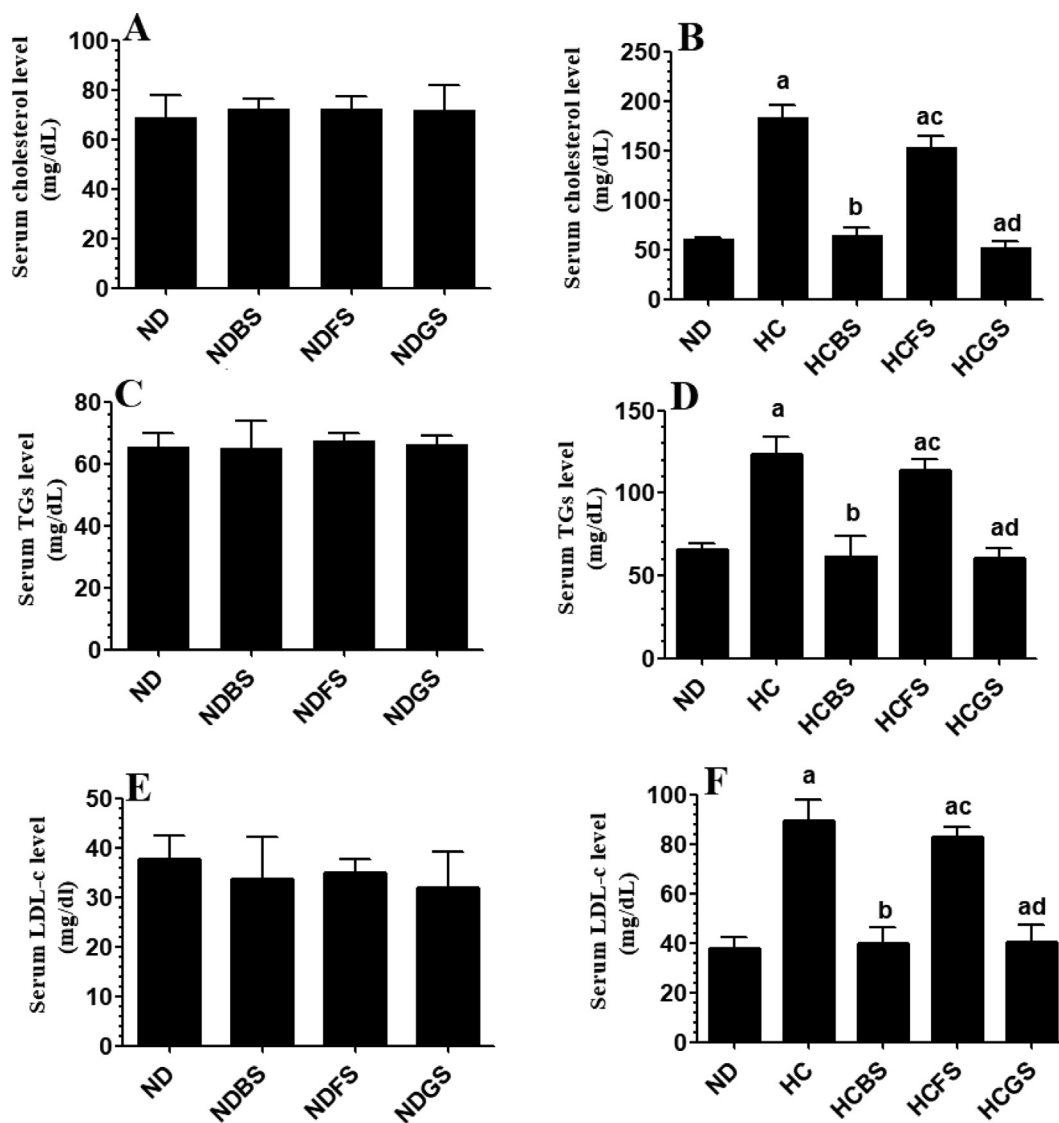 A
Serum cholesterol level
(mg/dL)
100
80
60
40
20
0
ND
NDBS
NDFS
NDGS
B
Serum cholesterol level
(mg/dL)
250
200
150
100
50
0
a
b
ac
ad
ND
HC
HCBS
HCFS
HCGS
C
Serum TGs level
(mg/dL)
80
60
40
20
0
ND
NDBS
NDFS
NDGS
D
Serum TGs level
(mg/dL)
150
100
50
0
a
b
ac
ad
ND
HC
HCBS
HCFS
HCGS
E
Serum LDL-c level
(mg/dl)
50
40
30
20
10
0
ND
NDBS
NDFS
NDGS
F
Serum LDL-c level
(mg/dL)
100
80
60
40
20
0
a
b
ac
ad
ND
HC
HCBS
HCFS
HCGS